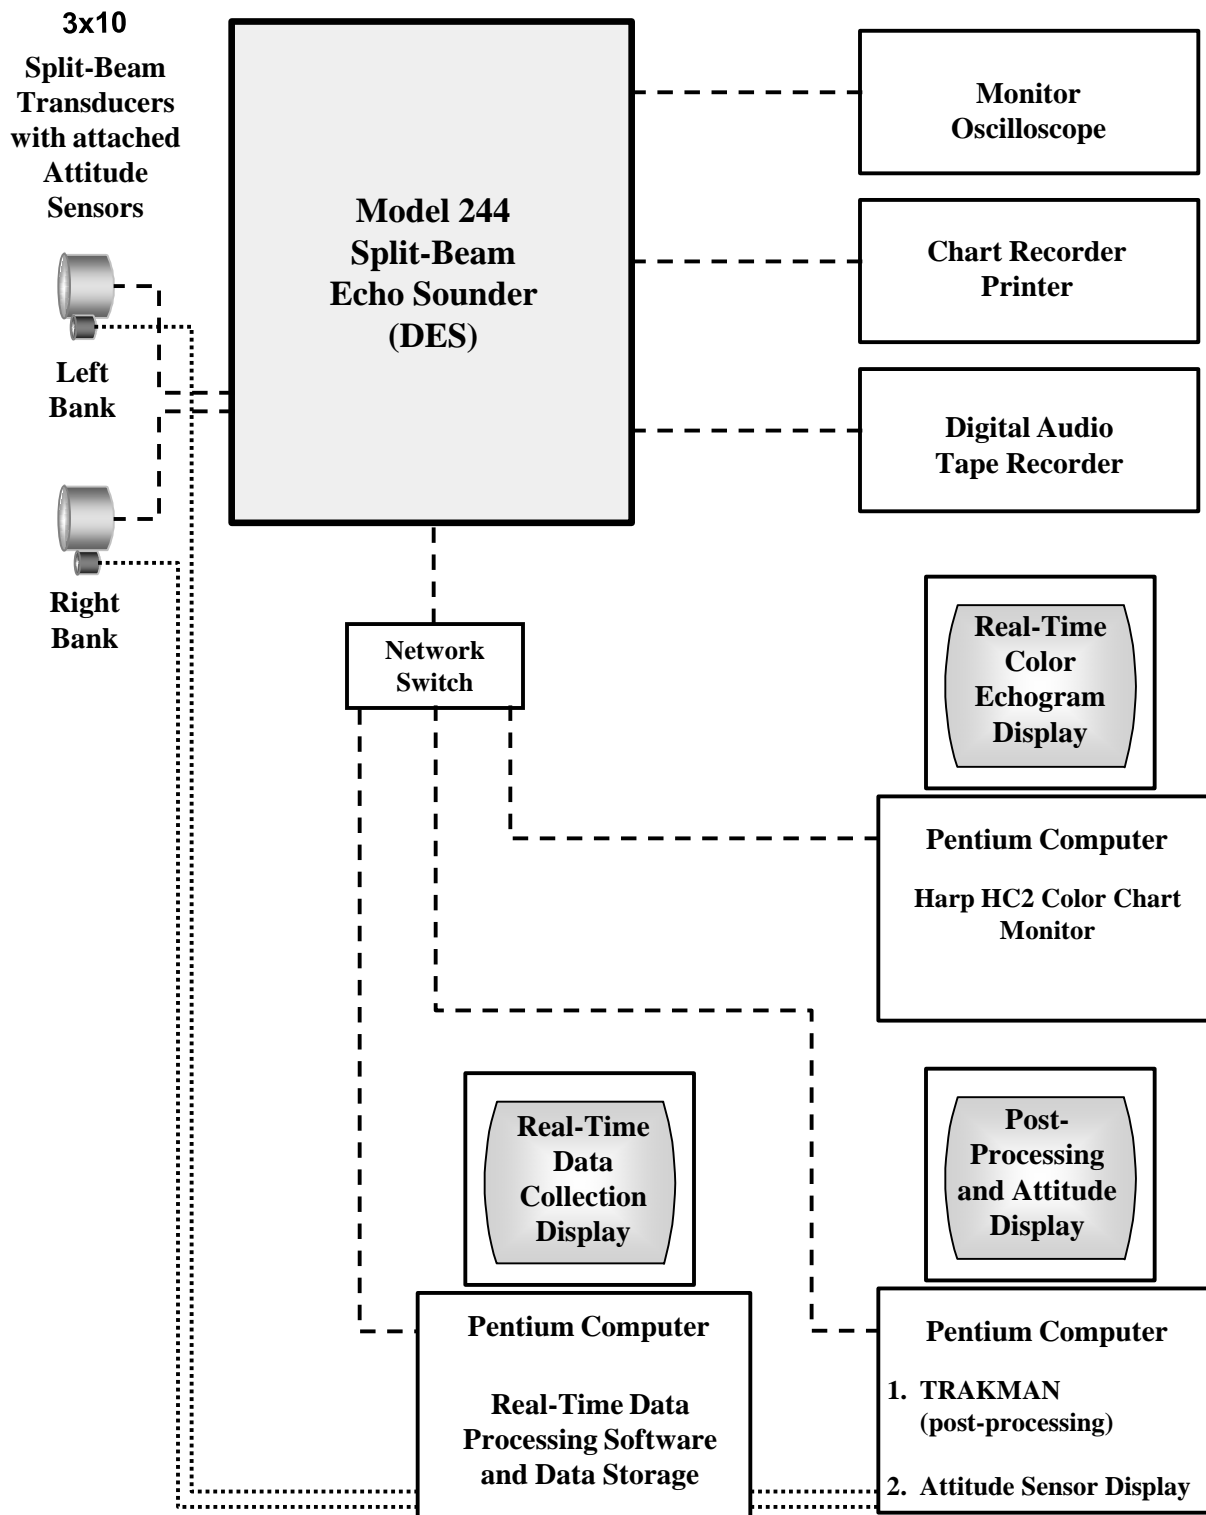 3x10
Split-Beam
Transducers
with attached
Attitude
Sensors
Left
Bank
Right
Bank
Model 244
Split-Beam
Echo Sounder
(DES)
Monitor
Oscilloscope
Chart Recorder
Printer
Digital Audio
Tape Recorder
Network
Switch
Real-Time
Color
Echogram
Display
Pentium Computer
Harp HC2 Color Chart
Monitor
Real-Time
Data
Collection
Display
Pentium Computer
Real-Time Data
Processing Software
and Data Storage
Post-
Processing
and Attitude
Display
Pentium Computer
1. TRAKMAN
(post-processing)
2. Attitude Sensor Display